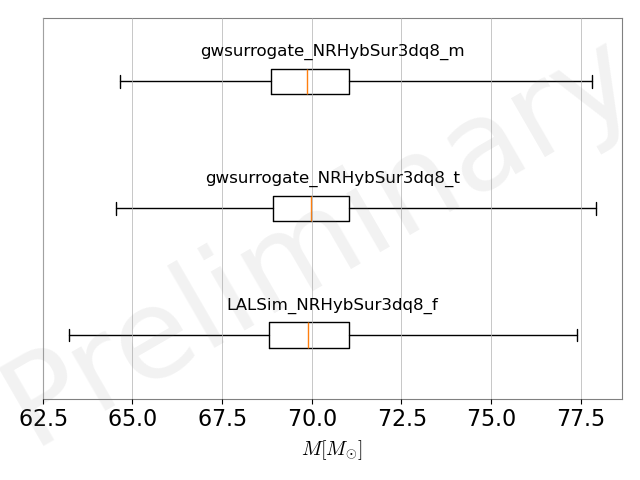 gwsurrogate_NRHybSur3dq8_m
gwsurrogate_NRHybSur3dq8_t
LALSim_NRHybSur3dq8_f
Preliminary
62.5 65.0 67.5 70.0 72.5 75.0 77.5
M[M⊙]